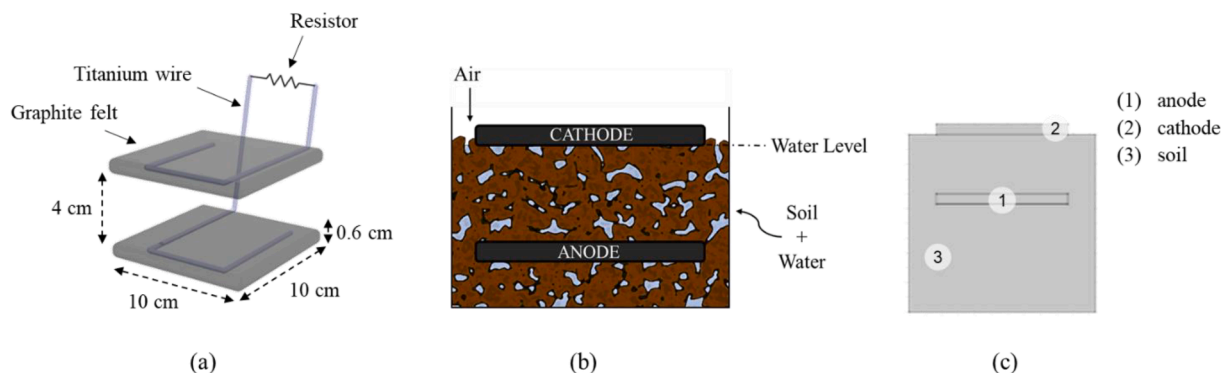 Resistor
Titanium wire
Graphite felt
4 cm
0.6 cm
10 cm
10 cm
(a)
Air
CATHODE
Water Level
Soil
+
Water
ANODE
(b)
2
1
3
(1) anode
(2) cathode
(3) soil
(c)